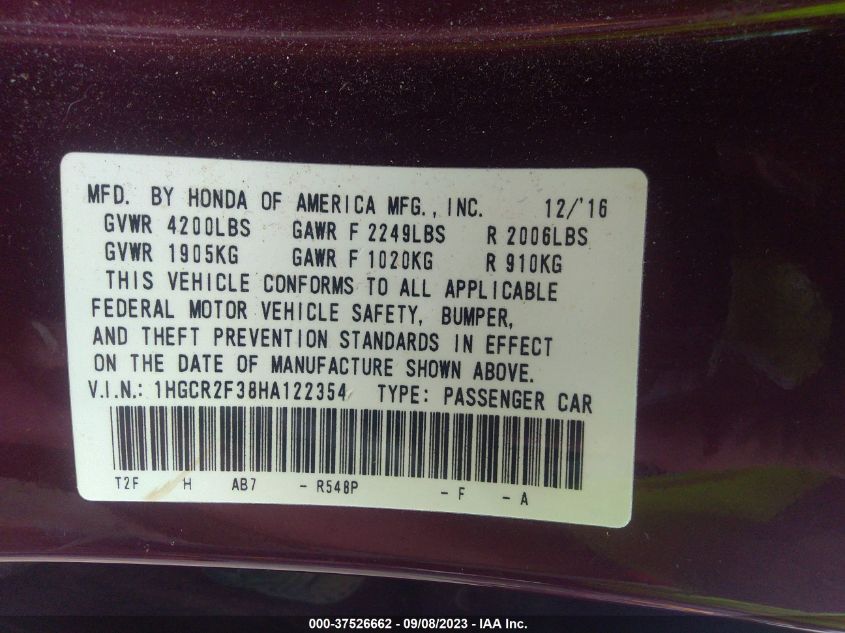 MFD. BY HONDA OF AMERICA MFG., INC. 12/'16
GVWR 4200LBS GAWR F 2249LBS R 2006LBS
GVWR 1905KG GAWR F 1020KG R 910KG
THIS VEHICLE CONFORMS TO ALL APPLICABLE
FEDERAL MOTOR VEHICLE SAFETY, BUMPER,
AND THEFT PREVENTION STANDARDS IN EFFECT
ON THE DATE OF MANUFACTURE SHOWN ABOVE.
V.I.N.: 1HGCR2F38HA122354 TYPE: PASSENGER CAR
T2F H AB7 - R548P - F - A
000-37526662 - 09/08/2023 - IAA Inc.